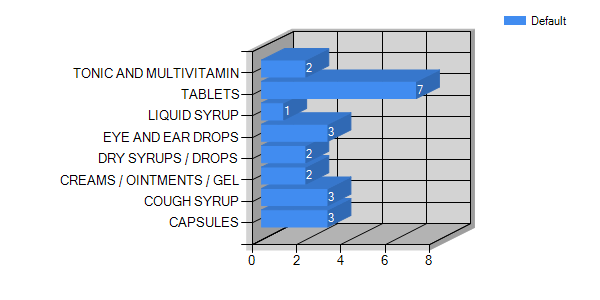 Default
TONIC AND MULTIVITAMIN 2
TABLETS 7
LIQUID SYRUP 1
EYE AND EAR DROPS 3
DRY SYRUPS / DROPS 2
CREAMS / OINTMENTS / GEL 2
COUGH SYRUP 3
CAPSULES 3
0 2 4 6 8